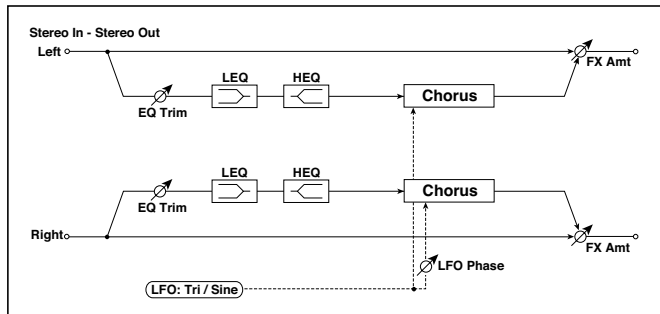 Stereo In - Stereo Out
Left
FX Amt
LEQ
HEQ
EQ Trim
Chorus
LEQ
HEQ
EQ Trim
Chorus
Right
FX Amt
LFO Phase
LFO: Tri / Sine